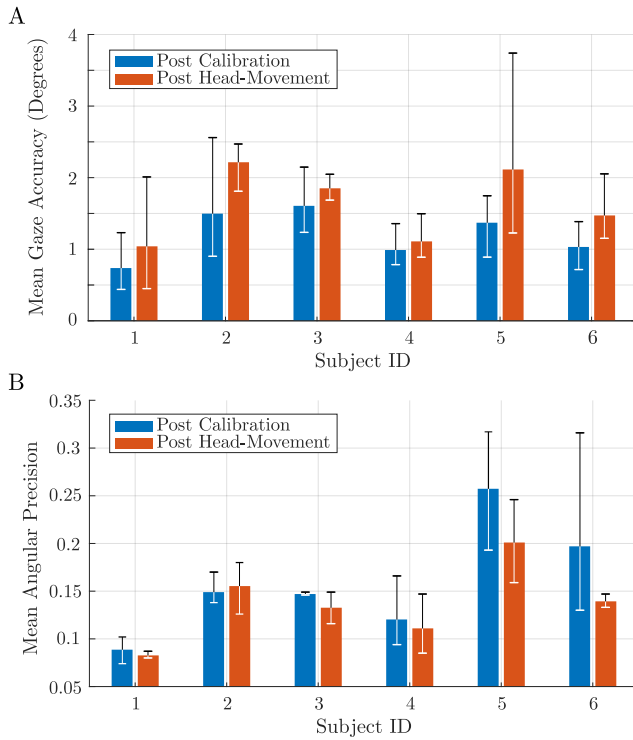 A
Mean Gaze Accuracy (Degrees)
4
3
2
1
0
Post Calibration
Post Head-Movement
1 2 3 4 5 6
Subject ID
B
Mean Angular Precision
0.35
0.3
0.25
0.2
0.15
0.1
0.05
Post Calibration
Post Head-Movement
1 2 3 4 5 6
Subject ID